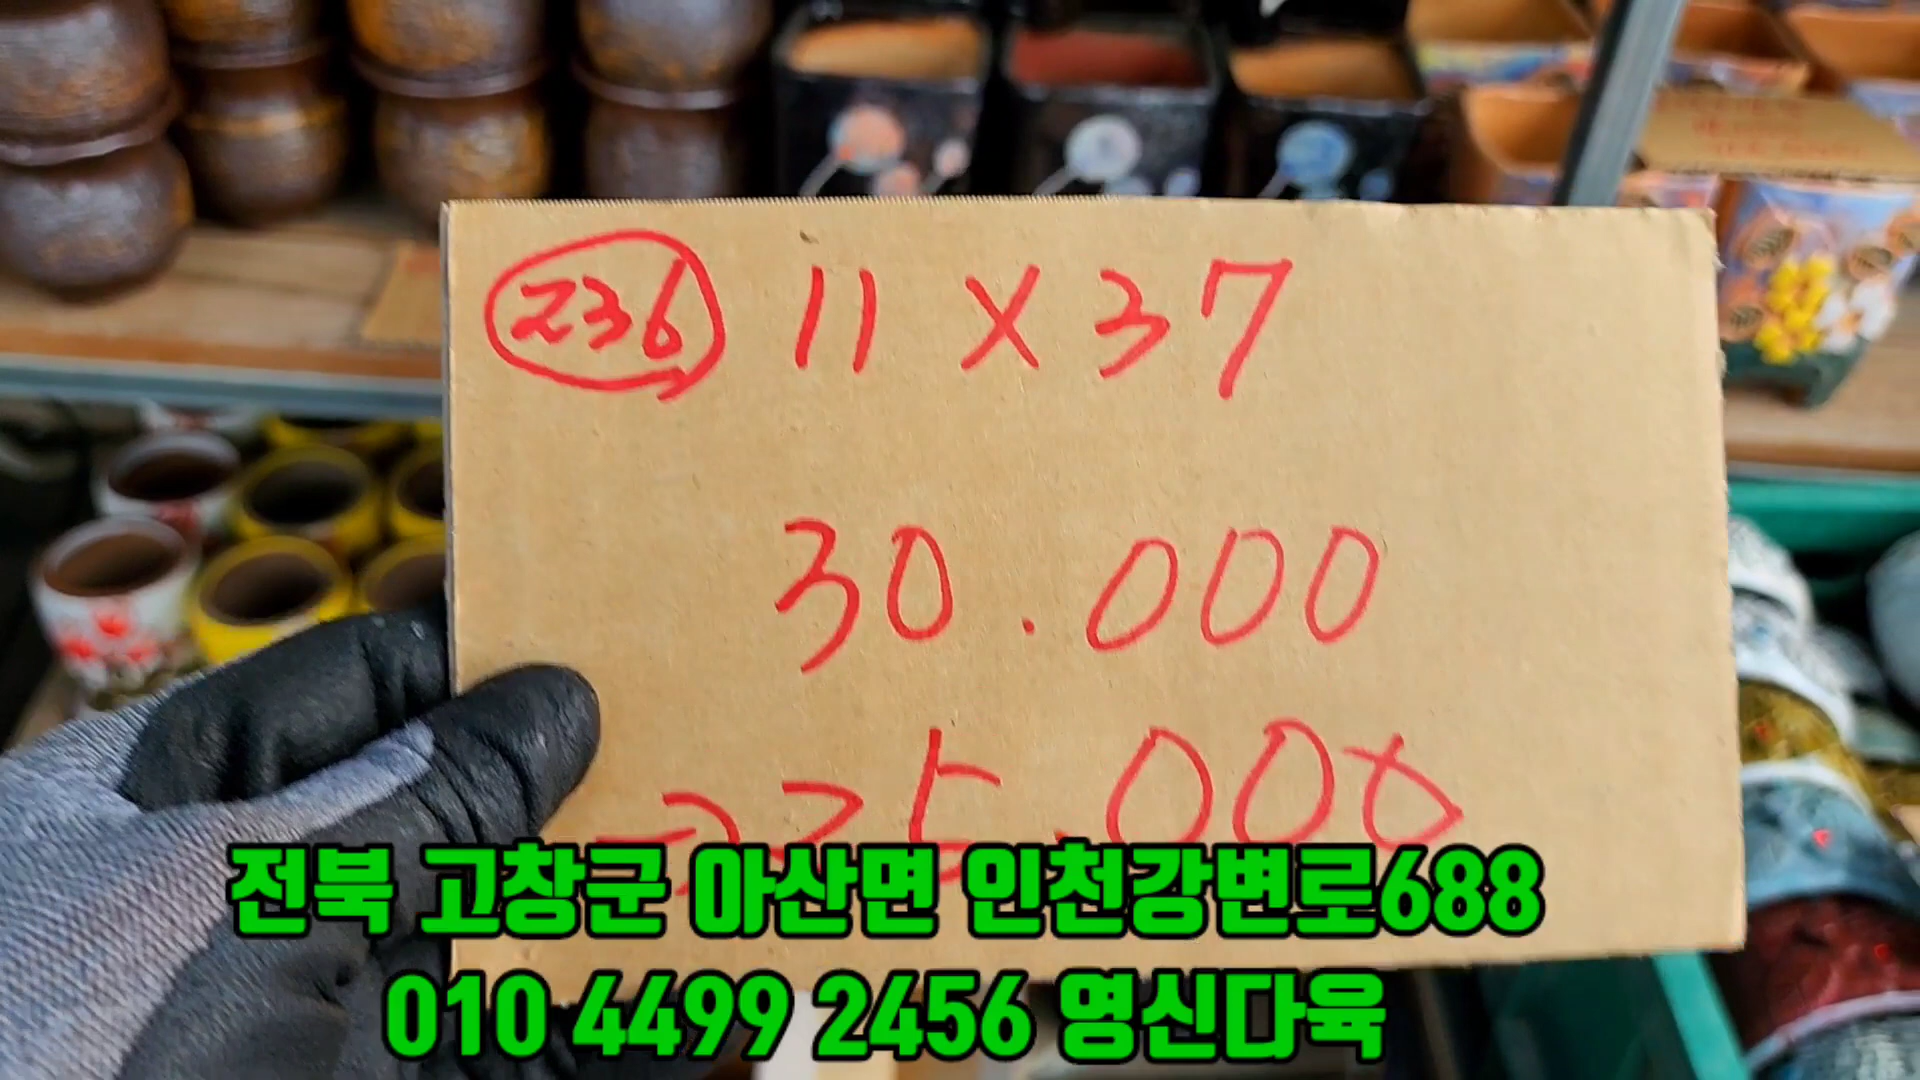 236 11 X 37
30.000
→ 25.000
전북 고창군 아산면 인천강변로688
010 4499 2456 영신다육